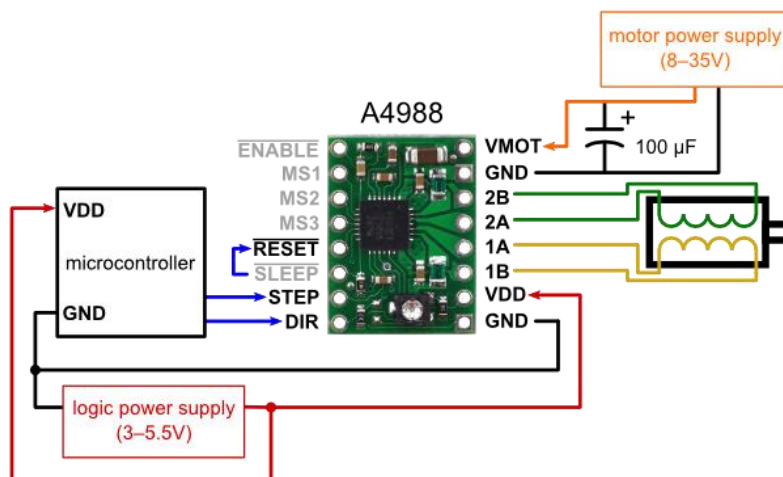 motor power supply
(8–35V)
A4988
ENABLE
MS1
MS2
MS3
RESET
SLEEP
STEP
DIR
VMOT
GND
2B
2A
1A
1B
VDD
GND
+
100 µF
VDD
microcontroller
GND
logic power supply
(3–5.5V)